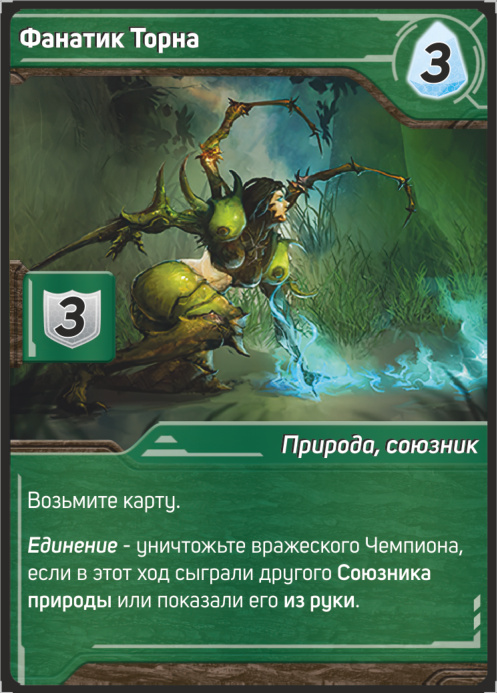 Фанатик Торна
3
3
Природа, союзник
Возьмите карту.
Единение - уничтожьте вражеского Чемпиона,
если в этот ход сыграли другого Союзника
природы или показали его из руки.